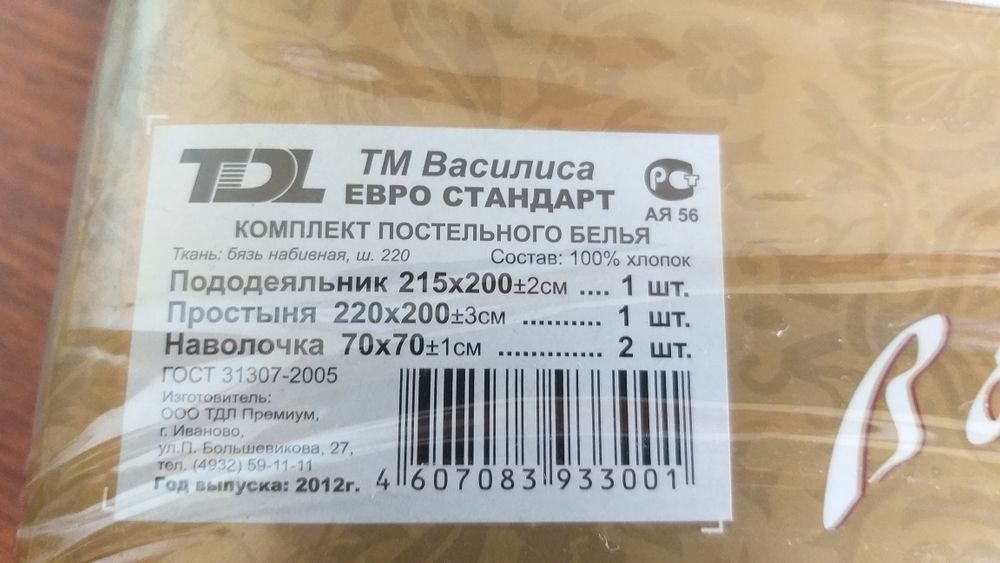 TDL
ТМ Василиса
ЕВРО СТАНДАРТ
РСТ
АЯ 56
КОМПЛЕКТ ПОСТЕЛЬНОГО БЕЛЬЯ
Ткань: бязь набивная, ш. 220 Состав: 100% хлопок
Пододеяльник 215х200±2см .... 1 шт.
Простыня 220х200±3см .......... 1 шт.
Наволочка 70х70±1см ............. 2 шт.
ГОСТ 31307-2005
Изготовитель:
ООО ТДЛ Премиум,
г. Иваново,
ул.П. Большевикова, 27,
тел. (4932) 59-11-11
Год выпуска: 2012г.
4 607083 933001